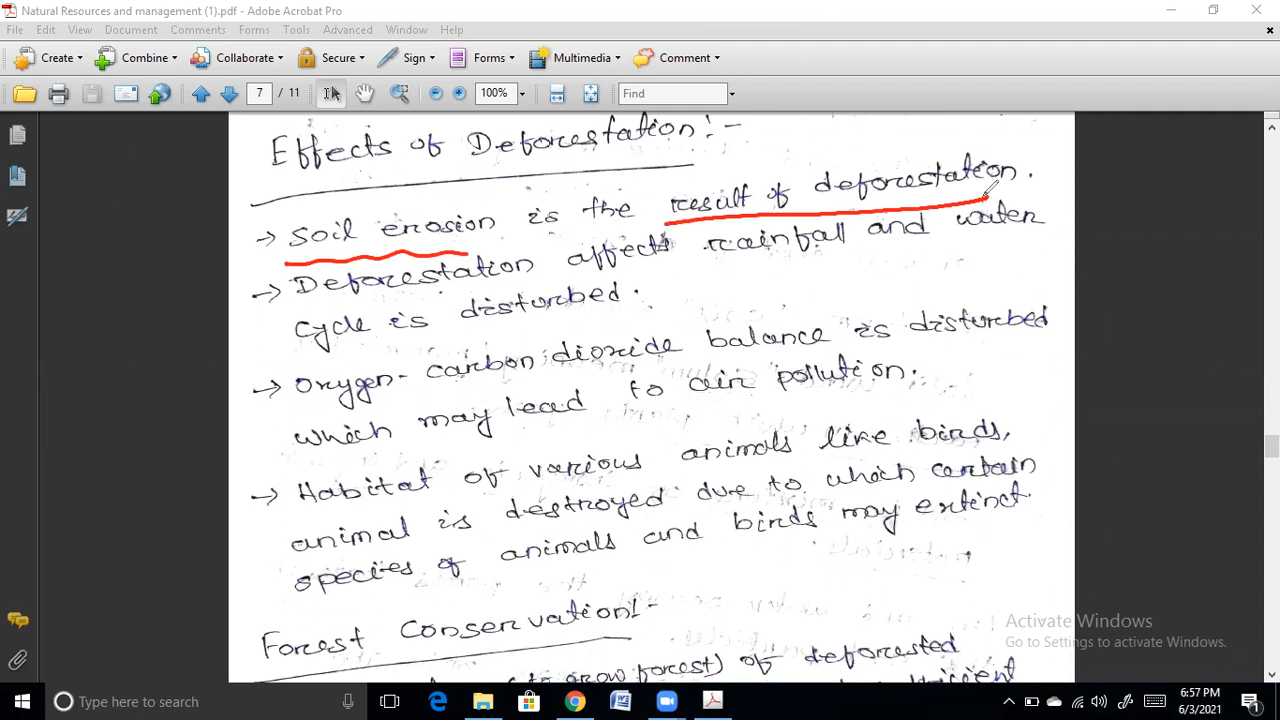 Natural Resources and management (1).pdf - Adobe Acrobat Pro
File Edit View Document Comments Forms Tools Advanced Window Help
Create Combine Collaborate Secure Sign Forms Multimedia Comment
7 / 11 100% Find
Effects of Deforestation:-
→ Soil erosion is the result of deforestation.
→ Deforestation affects rainfall and water
cycle is disturbed.
→ Oxygen-carbon dioxide balance is disturbed
which may lead to air pollution.
→ Habitat of various animals like birds,
animal is destroyed due to which certain
species of animals and birds may extinct.
Forest Conservation:-
to grow forest) of deforested
Activate Windows
Go to Settings to activate Windows.
Type here to search
6:57 PM
6/3/2021